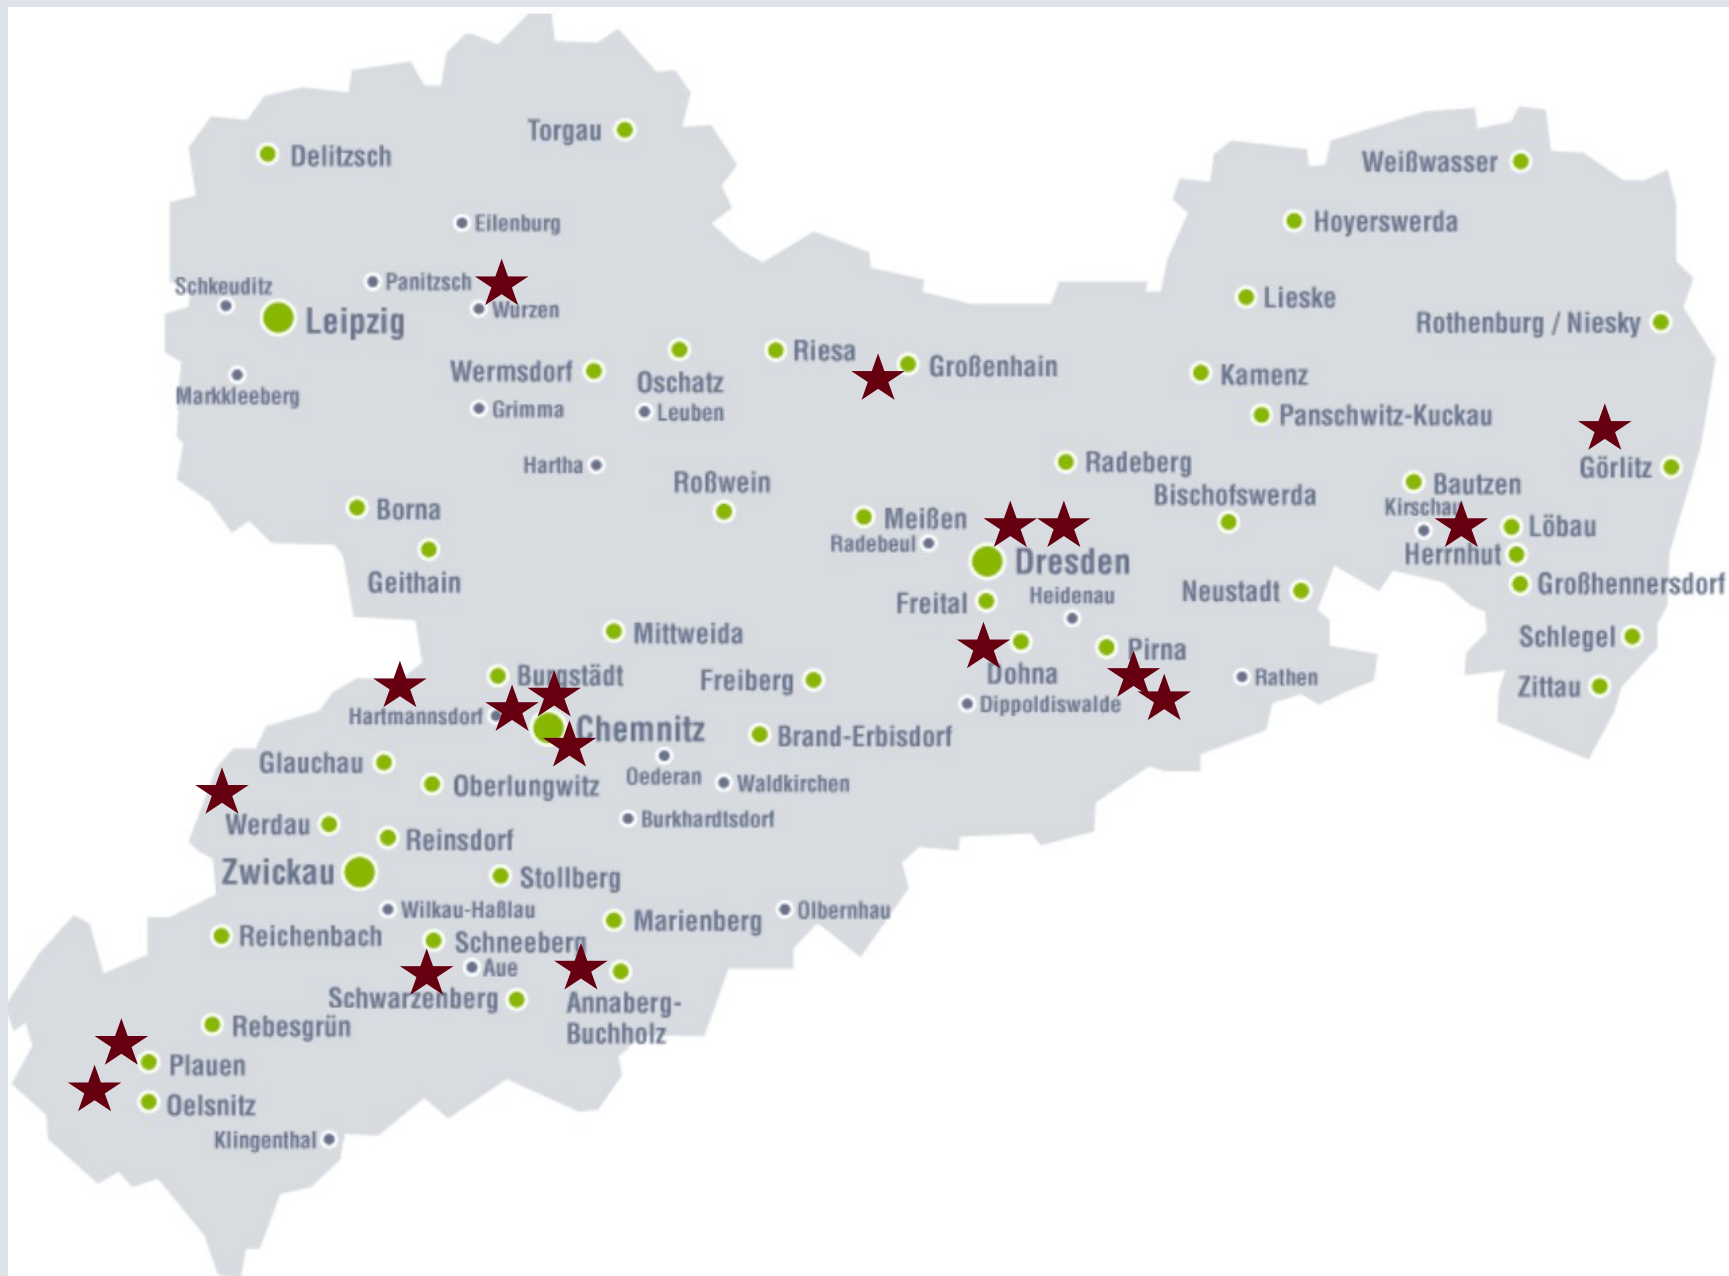 Torgau
Delitzsch
Weißwasser
Hoyerswerda
Eilenburg
Panitzsch
Schkeuditz
Lieske
Wurzen
Leipzig
Rothenburg / Niesky
Riesa
Großenhain
Wermsdorf
Oschatz
Kamenz
Markkleeberg
Grimma
Leuben
Panschwitz-Kuckau
Hartha
Radeberg
Görlitz
Roßwein
Bautzen
Bischofswerda
Kirschau
Borna
Meißen
Löbau
Radebeul
Herrnhut
Dresden
Geithain
Großhennersdorf
Neustadt
Heidenau
Freital
Mittweida
Schlegel
Pirna
Dohna
Burgstädt
Freiberg
Rathen
Zittau
Dippoldiswalde
Hartmannsdorf
Chemnitz
Brand-Erbisdorf
Glauchau
Oederan
Oberlungwitz
Waldkirchen
Burkhardtsdorf
Werdau
Reinsdorf
Zwickau
Stollberg
Wilkau-Haßlau
Olbernhau
Marienberg
Reichenbach
Schneeberg
Aue
Schwarzenberg
Annaberg-
Buchholz
Rebesgrün
Plauen
Oelsnitz
Klingenthal